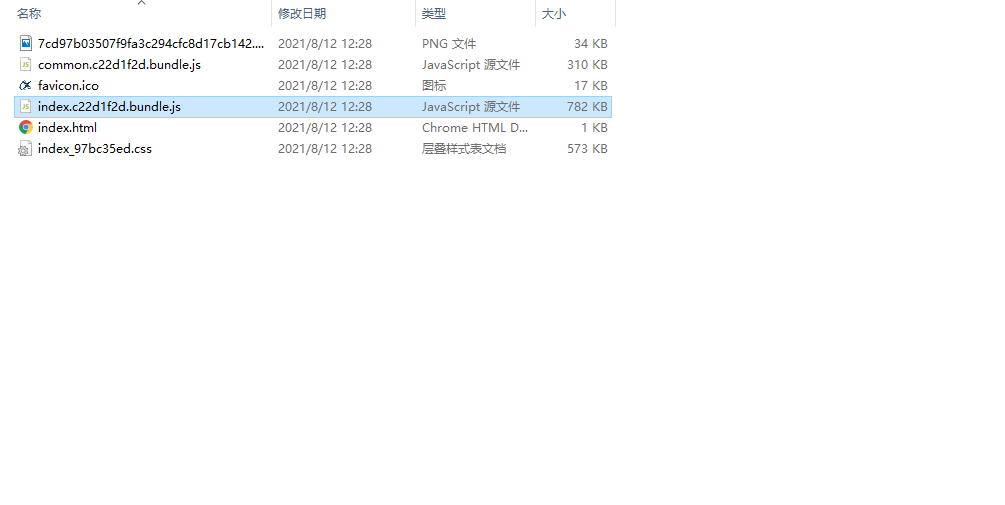 名称 修改日期 类型 大小
7cd97b03507f9fa3c294cfc8d17cb142.... 2021/8/12 12:28 PNG 文件 34 KB
common.c22d1f2d.bundle.js 2021/8/12 12:28 JavaScript 源文件 310 KB
favicon.ico 2021/8/12 12:28 图标 17 KB
index.c22d1f2d.bundle.js 2021/8/12 12:28 JavaScript 源文件 782 KB
index.html 2021/8/12 12:28 Chrome HTML D... 1 KB
index_97bc35ed.css 2021/8/12 12:28 层叠样式表文档 573 KB